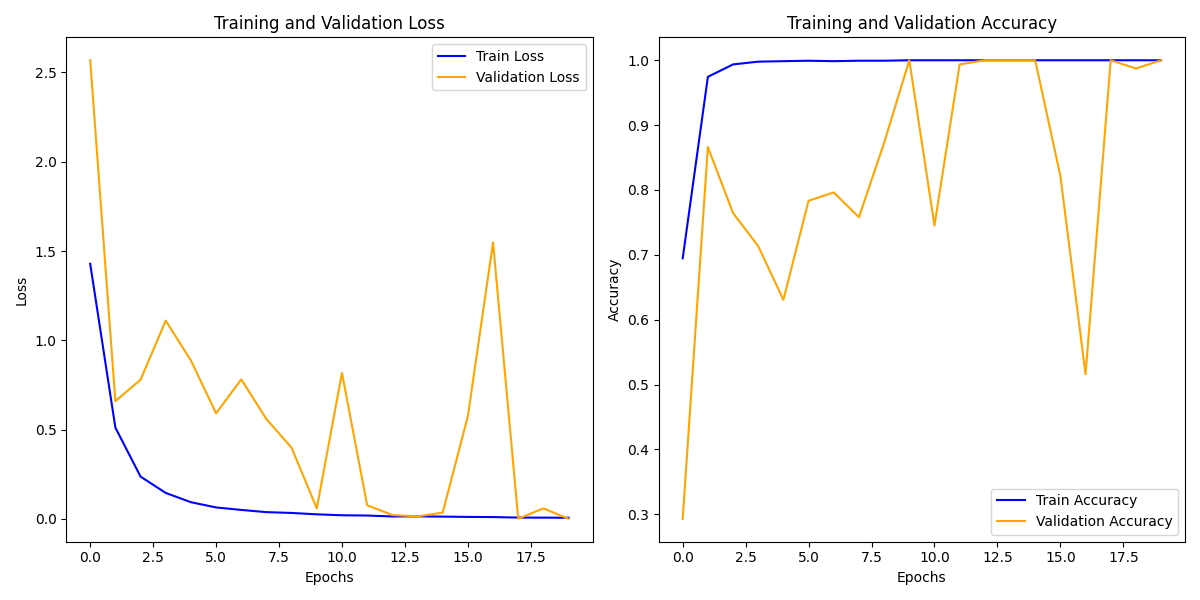 Training and Validation Loss
Train Loss
Validation Loss
2.5
2.0
1.5
1.0
0.5
0.0
Loss
0.0 2.5 5.0 7.5 10.0 12.5 15.0 17.5
Epochs
Training and Validation Accuracy
1.0
0.9
0.8
0.7
0.6
0.5
0.4
0.3
Accuracy
Train Accuracy
Validation Accuracy
0.0 2.5 5.0 7.5 10.0 12.5 15.0 17.5
Epochs